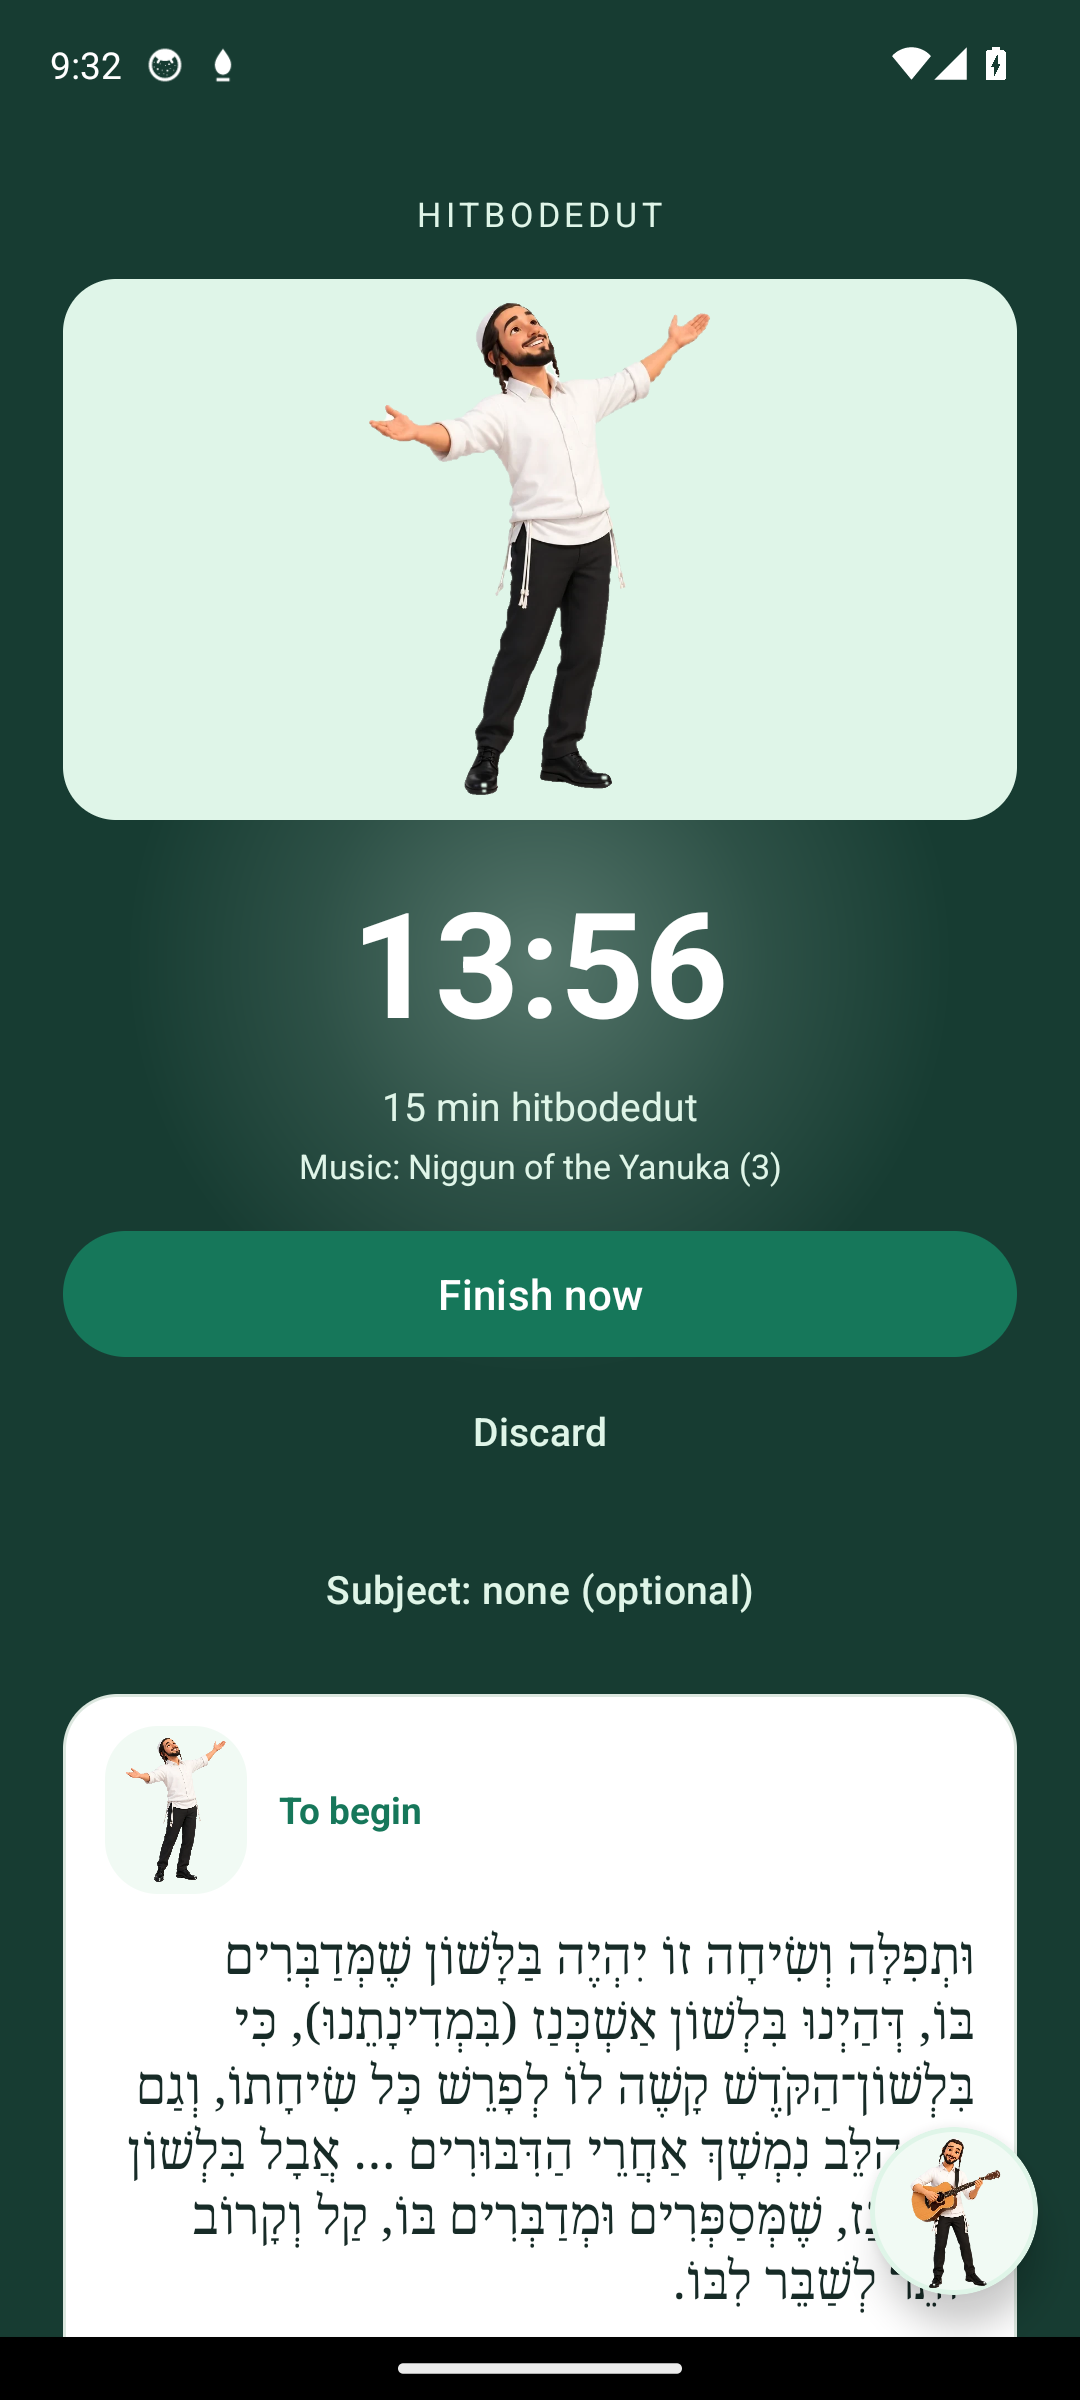 9:32
HITBODEDUT
13:56
15 min hitbodedut
Music: Niggun of the Yanuka (3)
Finish now
Discard
Subject: none (optional)
To begin
וּתְפִלָּה וְשִׂיחָה זוֹ יִהְיֶה בַּלָּשׁוֹן שֶׁמְּדַבְּרִים
בּוֹ, דְּהַיְנוּ בִּלְשׁוֹן אַשְׁכְּנַז (בִּמְדִינָתֵנוּ), כִּי
בִּלְשׁוֹן־הַקֹּדֶשׁ קָשֶׁה לוֹ לְפָרֵשׁ כָּל שִׂיחָתוֹ, וְגַם
הַלֵּב נִמְשָׁךְ אַחֲרֵי הַדִּבּוּרִים ... אֲבָל בִּלְשׁוֹן
שֶׁמְּסַפְּרִים וּמְדַבְּרִים בּוֹ, קַל וְקָרוֹב
לְשַׁבֵּר לִבּוֹ.